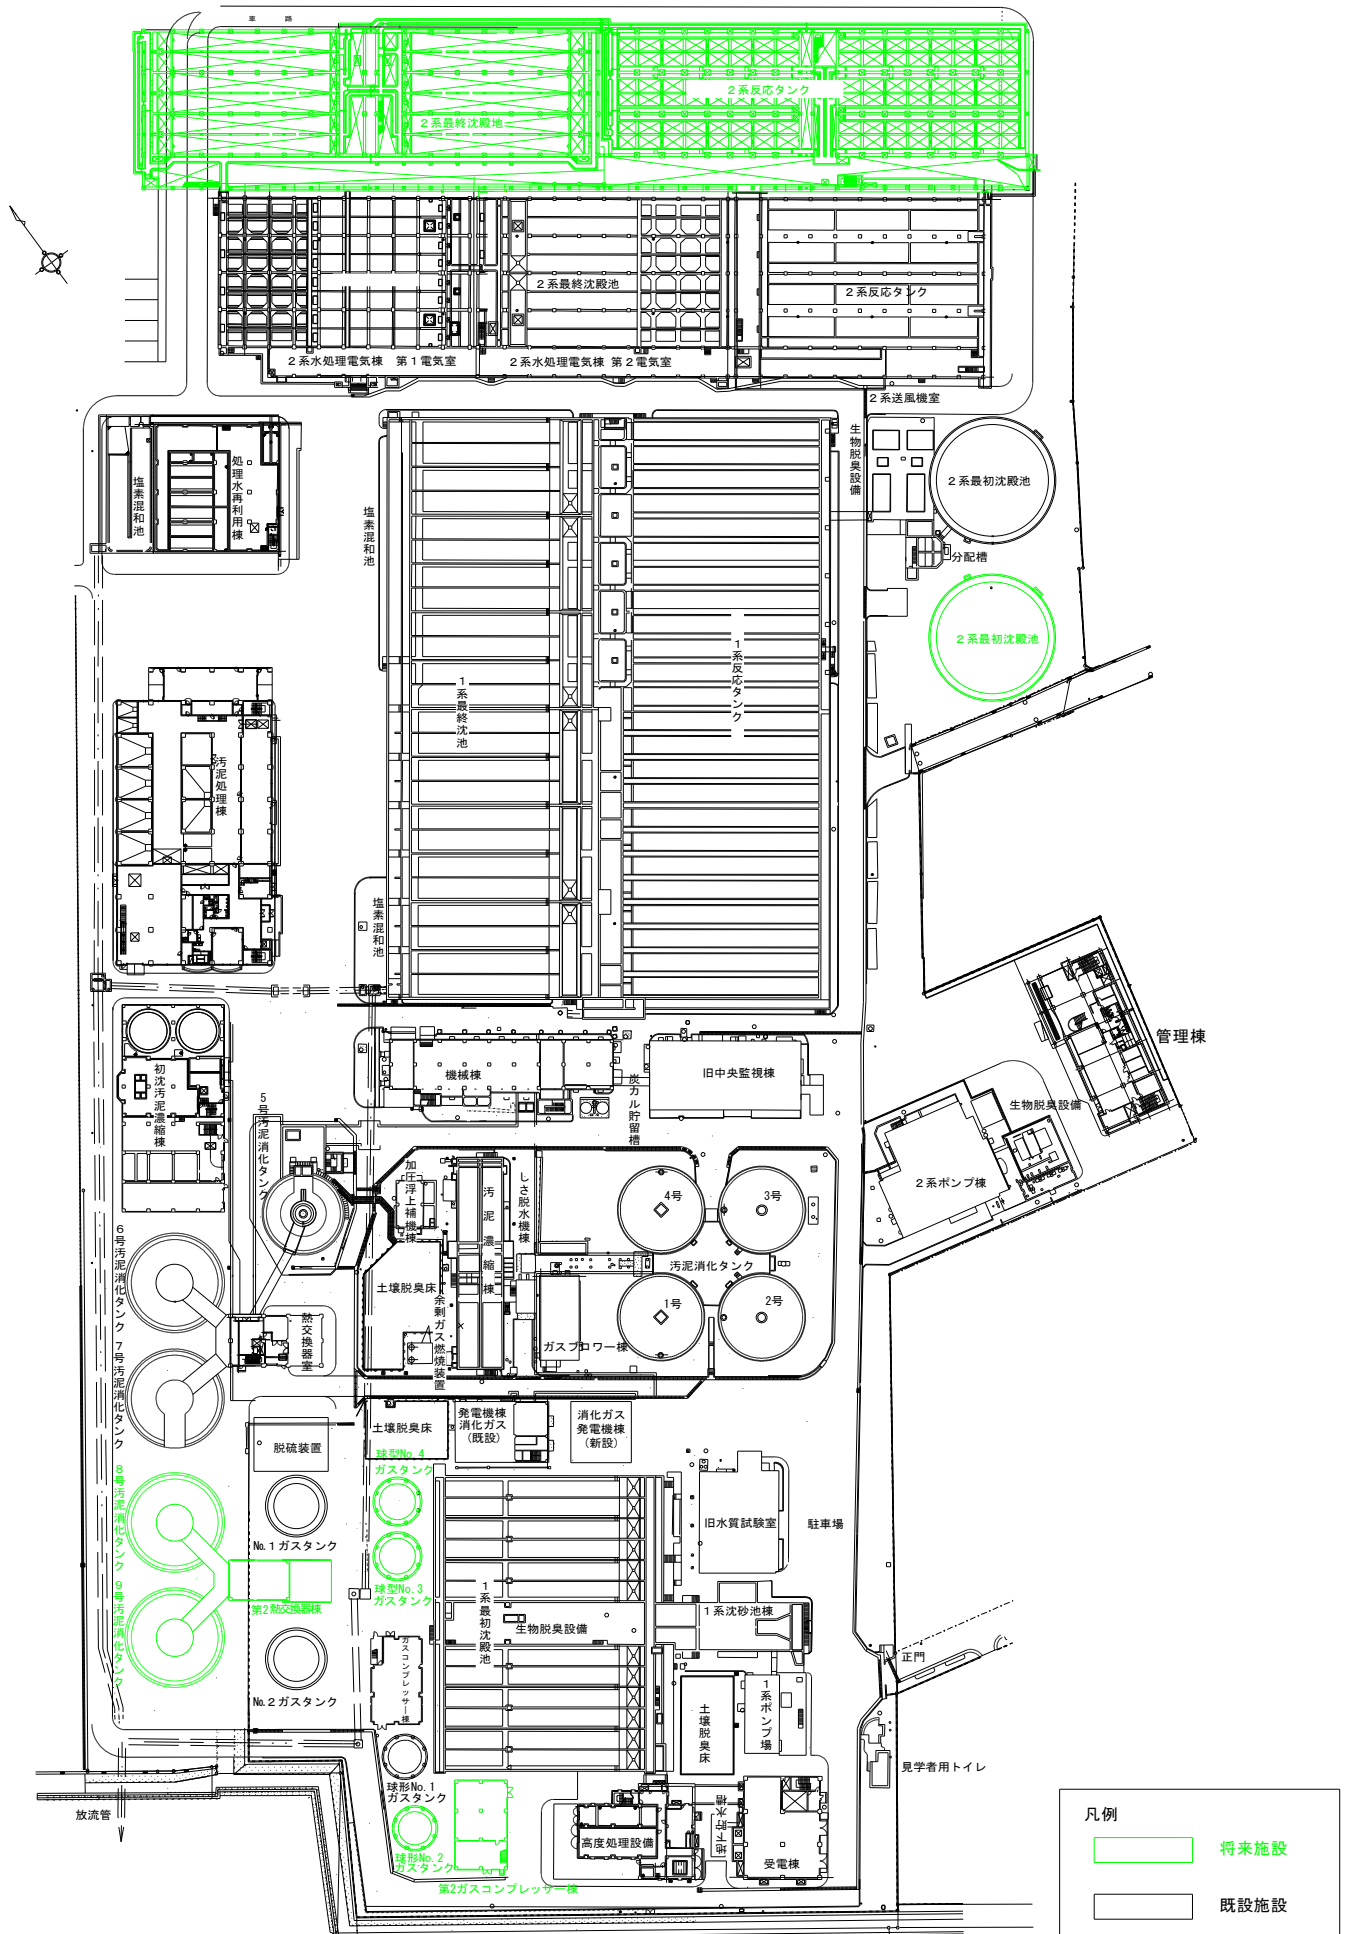 車 路
2系反応タンク
2系最終沈殿地
2系最終沈殿池
2系反応タンク
2系水処理電気棟 第1電気室
2系水処理電気棟 第2電気室
2系送風機室
生物脱臭設備
2系最初沈殿池
分配槽
2系最初沈殿池
塩素混和池
処理水再利用棟
塩素混和池
1系反応タンク
1系最終沈池
汚泥処理棟
塩素混和池
管理棟
機械棟
旧中央監視棟
炭カル貯留槽
生物脱臭設備
2系ポンプ棟
初沈汚泥濃縮棟
5号汚泥消化タンク
加圧浮上補機棟
汚泥濃縮棟
しさ脱水機棟
4号
3号
汚泥消化タンク
1号
2号
土壌脱臭床
余剰ガス燃焼装置
ガスブロワー棟
6号汚泥消化タンク
熱交換器室
7号汚泥消化タンク
脱硫装置
土壌脱臭床
発電機棟
消化ガス
(既設)
消化ガス
発電機棟
(新設)
球型No.4
ガスタンク
8号汚泥消化タンク
No.1ガスタンク
球型No.3
ガスタンク
旧水質試験室
駐車場
9号汚泥消化タンク
第2熱交換器棟
1系最初沈殿池
生物脱臭設備
1系沈砂池棟
正門
No.2ガスタンク
ガスコンプレッサー棟
土壌脱臭床
1系ポンプ場
見学者用トイレ
球形No.1
ガスタンク
放流管
球形No.2
ガスタンク
第2ガスコンプレッサー棟
高度処理設備
地下貯水槽
受電棟
凡例
将来施設
既設施設